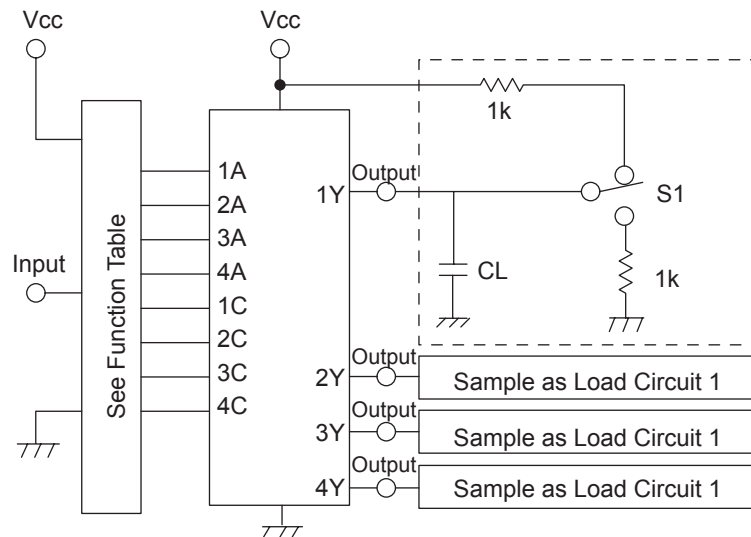 Vcc
Vcc
1k
Output
1A
1Y
S1
2A
3A
Input
4A
CL
1k
1C
2C
See Function Table
3C
Output
2Y
Sample as Load Circuit 1
4C
Output
3Y
Sample as Load Circuit 1
Output
4Y
Sample as Load Circuit 1